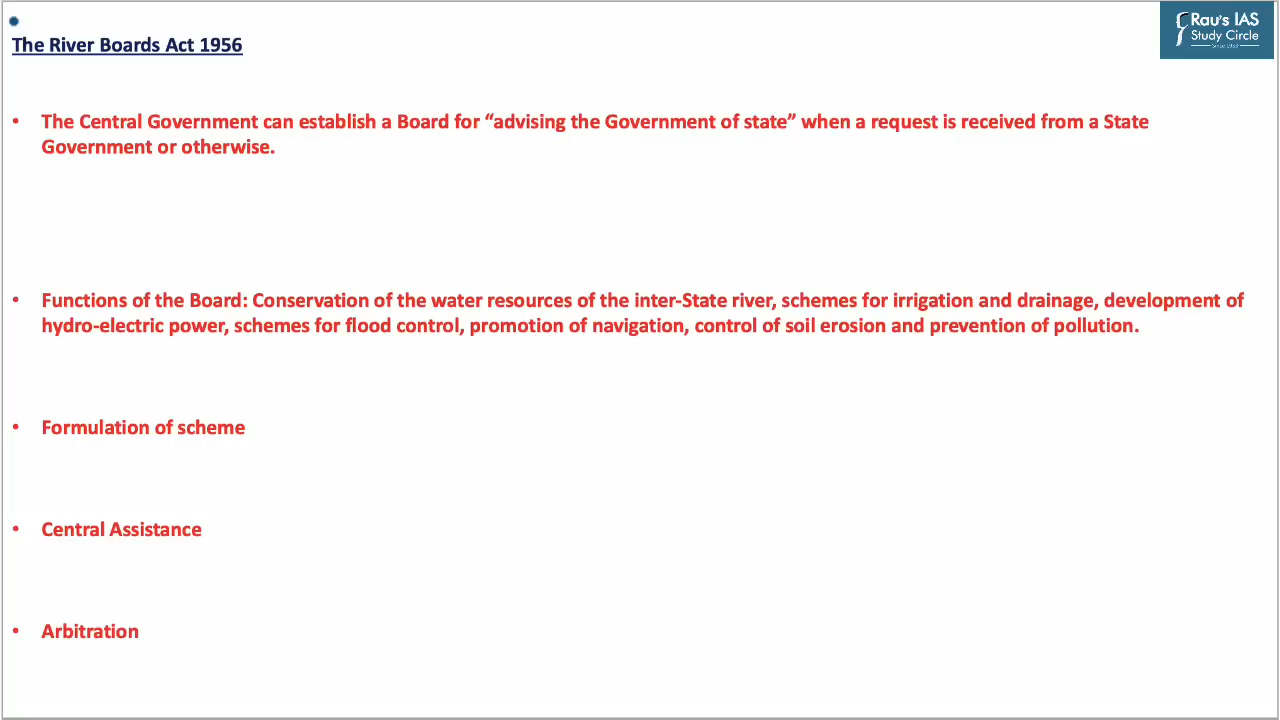 Rau's IAS
Study Circle
Since 1953
The River Boards Act 1956
• The Central Government can establish a Board for “advising the Government of state” when a request is received from a State
Government or otherwise.
• Functions of the Board: Conservation of the water resources of the inter-State river, schemes for irrigation and drainage, development of
hydro-electric power, schemes for flood control, promotion of navigation, control of soil erosion and prevention of pollution.
• Formulation of scheme
• Central Assistance
• Arbitration